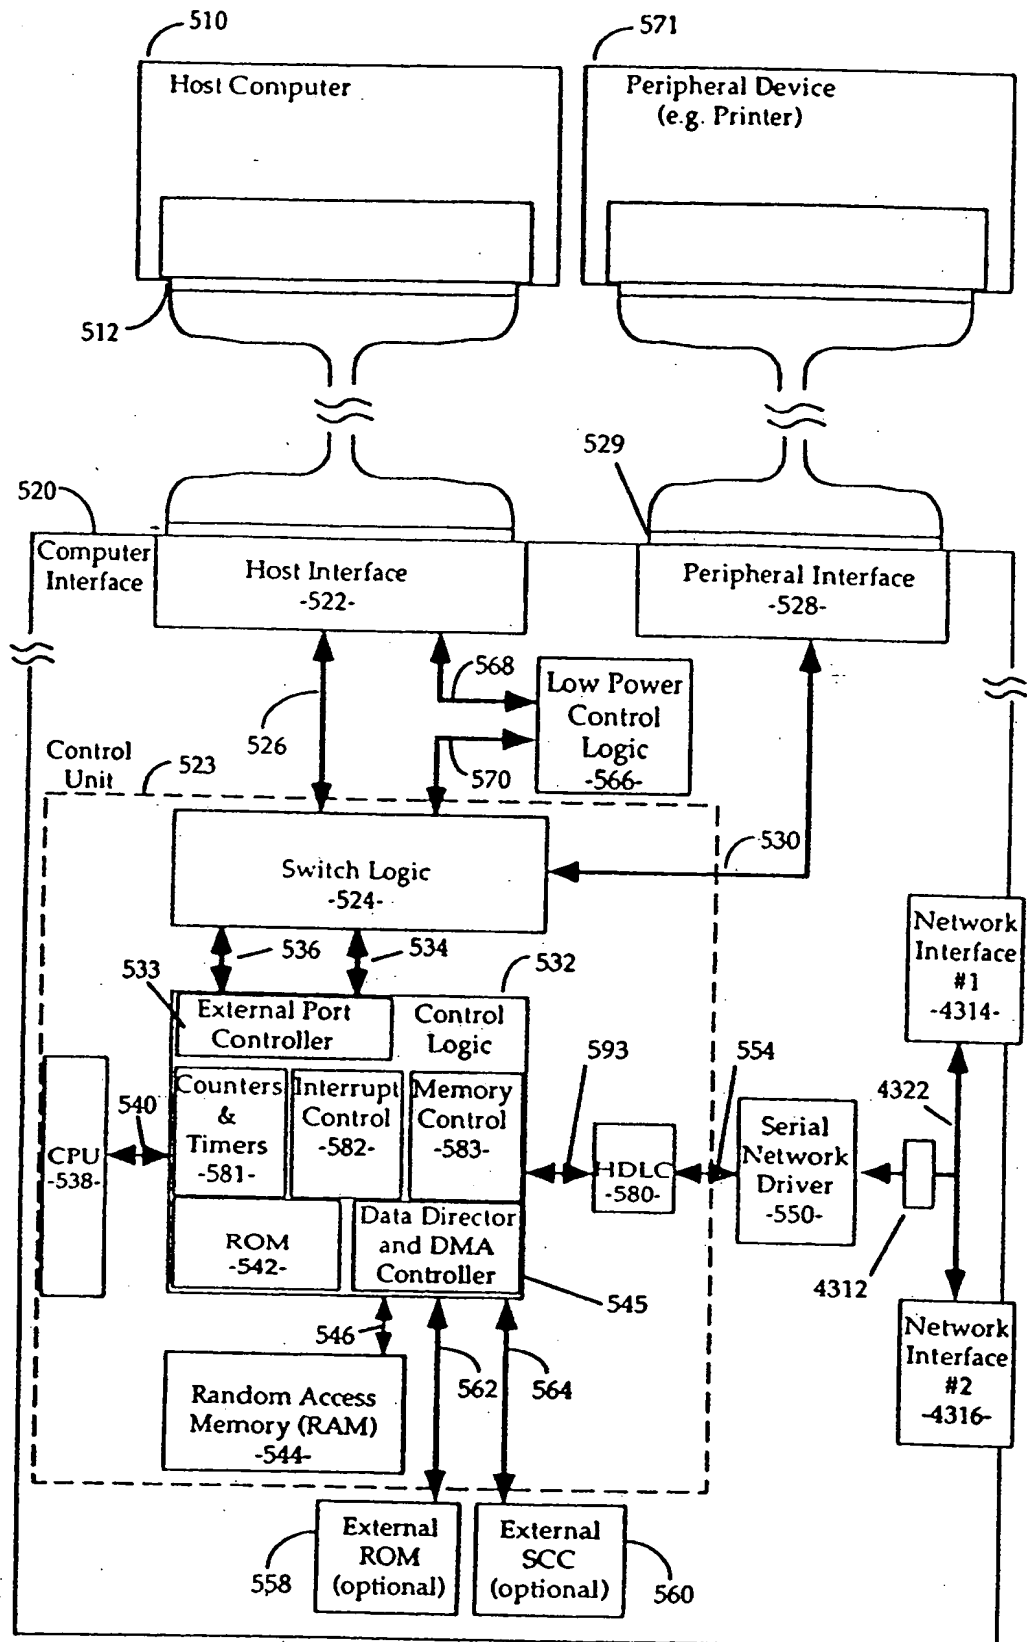 510
571
Host Computer
Peripheral Device
(e.g. Printer)
512
529
520
Computer
Interface
Host Interface
-522-
Peripheral Interface
-528-
568
Low Power
Control
Logic
-566-
526
570
Control
Unit
523
530
Switch Logic
-524-
536
534
532
533
External Port
Controller
Control
Logic
Network
Interface
#1
-4314-
593
554
4322
540
Counters
&
Timers
-581-
Interrupt
Control
-582-
Memory
Control
-583-
CPU
-538-
HDLC
-580-
Serial
Network
Driver
-550-
ROM
-542-
Data Director
and DMA
Controller
545
4312
546
562
564
Network
Interface
#2
-4316-
Random Access
Memory (RAM)
-544-
External
ROM
(optional)
External
SCC
(optional)
558
560